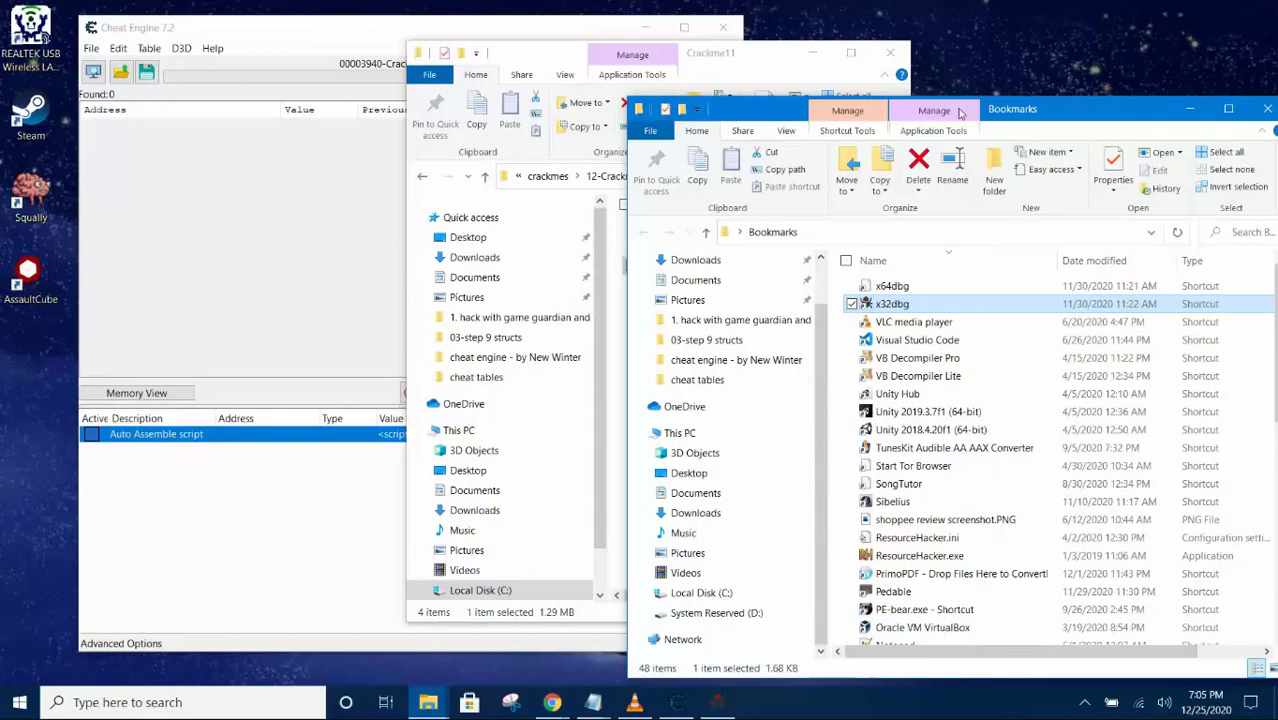 REALTEK USB
Wireless LA...
Steam
Squally
AssaultCube
Cheat Engine 7.2
File Edit Table D3D Help
00003940-Crac
Found:0
Address Value Previous
Memory View
Active Description Address Type Value
Auto Assemble script <script
Advanced Options
Manage Crackme11
File Home Share View Application Tools
Pin to Quick access
Copy
Paste
Move to
Copy to
Clipboard
Organize
Select all
« crackmes > 12-Crack
Quick access
Desktop
Downloads
Documents
Pictures
1. hack with game guardian and
03-step 9 structs
cheat engine - by New Winter
cheat tables
OneDrive
This PC
3D Objects
Desktop
Documents
Downloads
Music
Pictures
Videos
Local Disk (C:)
4 items 1 item selected 1.29 MB
Manage Manage Bookmarks
File Home Share View Shortcut Tools Application Tools
Pin to Quick access
Copy
Paste
Cut
Copy path
Paste shortcut
Move to
Copy to
Delete
Rename
New folder
New item
Easy access
Properties
Open
Edit
History
Select all
Select none
Invert selection
Clipboard Organize New Open Select
> Bookmarks
Search B...
Downloads
Documents
Pictures
1. hack with game guardian and
03-step 9 structs
cheat engine - by New Winter
cheat tables
OneDrive
This PC
3D Objects
Desktop
Documents
Downloads
Music
Pictures
Videos
Local Disk (C:)
System Reserved (D:)
Network
Name Date modified Type
x64dbg 11/30/2020 11:21 AM Shortcut
x32dbg 11/30/2020 11:22 AM Shortcut
VLC media player 6/20/2020 4:47 PM Shortcut
Visual Studio Code 6/26/2020 11:44 PM Shortcut
VB Decompiler Pro 4/15/2020 11:22 PM Shortcut
VB Decompiler Lite 4/15/2020 12:34 PM Shortcut
Unity Hub 4/5/2020 12:10 AM Shortcut
Unity 2019.3.7f1 (64-bit) 4/5/2020 12:36 AM Shortcut
Unity 2018.4.20f1 (64-bit) 4/5/2020 12:50 AM Shortcut
TunesKit Audible AA AAX Converter 9/5/2020 7:32 PM Shortcut
Start Tor Browser 4/30/2020 10:34 AM Shortcut
SongTutor 8/30/2020 12:34 PM Shortcut
Sibelius 11/10/2020 11:17 AM Shortcut
shoppee review screenshot.PNG 6/12/2020 10:44 AM PNG File
ResourceHacker.ini 4/2/2020 12:30 PM Configuration setti...
ResourceHacker.exe 1/3/2019 11:06 AM Application
PrimoPDF - Drop Files Here to Convert! 12/1/2020 11:43 PM Shortcut
Pedable 11/29/2020 11:30 PM Shortcut
PE-bear.exe - Shortcut 9/26/2020 2:45 PM Shortcut
Oracle VM VirtualBox 3/19/2020 8:54 PM Shortcut
48 items 1 item selected 1.68 KB
Type here to search
7:05 PM
12/25/2020